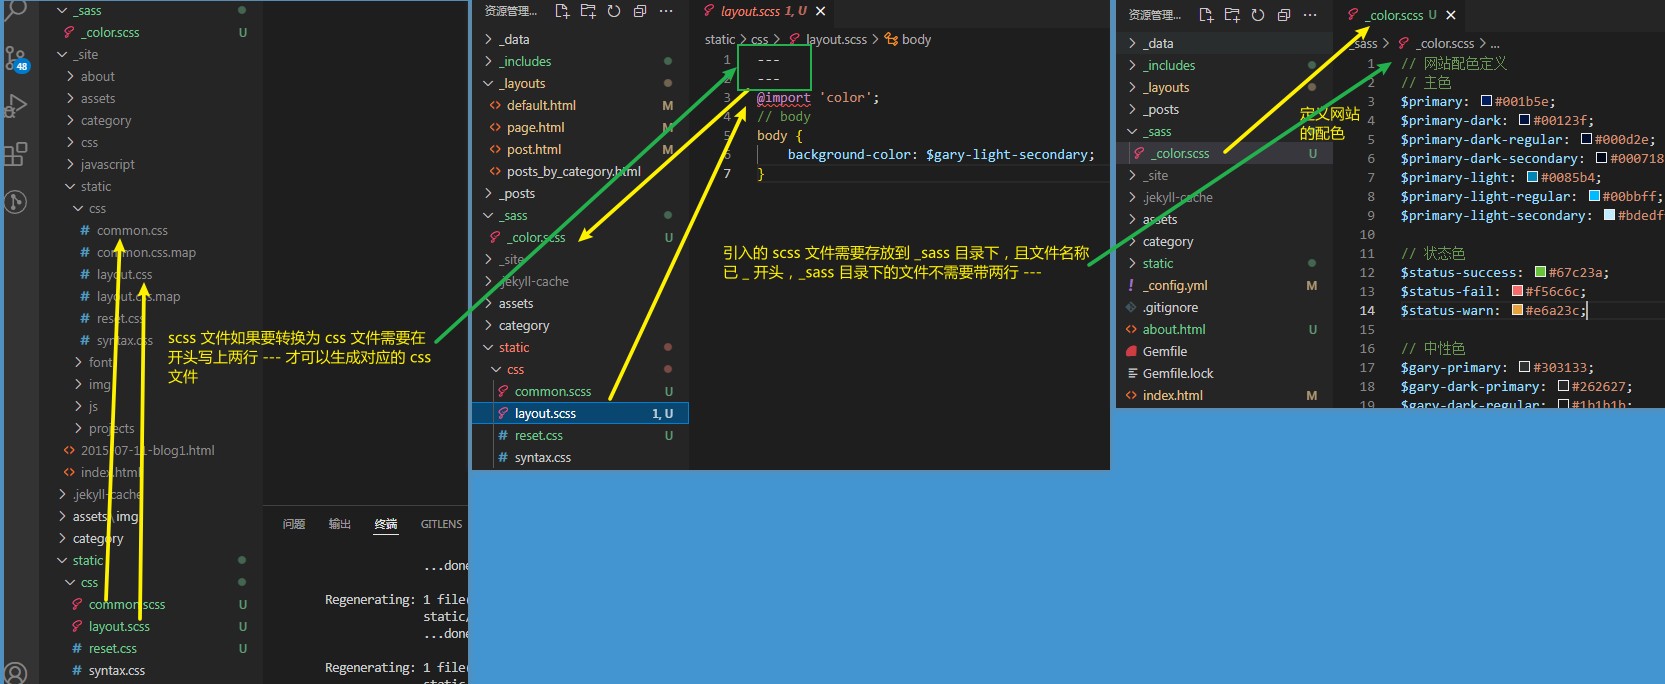 _sass
_color.scss U
_site
about
assets
category
css
javascript
static
css
common.css
common.css.map
layout.css
layout.css.map
reset.css
syntax.css
font
img
js
projects
2015-07-11-blog1.html
index.html
.jekyll-cache
assets\img
category
static
css
common.scss U
layout.scss U
reset.css U
syntax.css
48
scss 文件如果要转换为 css 文件需要在
开头写上两行 --- 才可以生成对应的 css
文件
问题 输出 终端 GITLENS
...done
Regenerating: 1 file(
static/
...done
Regenerating: 1 file(
资源管理...
_data
_includes
_layouts
default.html M
page.html M
post.html M
posts_by_category.html
_posts
_sass
_color.scss U
_site
.jekyll-cache
assets
category
static
css
common.scss U
layout.scss 1, U
reset.css U
syntax.css
layout.scss 1, U
static > css > layout.scss > body
1 ---
---
3 @import 'color';
4 // body
5 body {
6 background-color: $gary-light-secondary;
7 }
引入的 scss 文件需要存放到 _sass 目录下，且文件名称
已 _ 开头，_sass 目录下的文件不需要带两行 ---
资源管理...
_data
_includes
_layouts
_posts
_sass
_color.scss U
_site
.jekyll-cache
assets
category
static
_config.yml M
.gitignore
about.html U
Gemfile
Gemfile.lock
index.html M
定义网站
的配色
_color.scss U
_sass > _color.scss > ...
1 // 网站配色定义
2 // 主色
3 $primary: #001b5e;
4 $primary-dark: #00123f;
5 $primary-dark-regular: #000d2e;
6 $primary-dark-secondary: #000718
7 $primary-light: #0085b4;
8 $primary-light-regular: #00bbff;
9 $primary-light-secondary: #bdedf
10
11 // 状态色
12 $status-success: #67c23a;
13 $status-fail: #f56c6c;
14 $status-warn: #e6a23c;
15
16 // 中性色
17 $gary-primary: #303133;
18 $gary-dark-primary: #262627;
19 $gary-dark-regular: #1b1b1b;